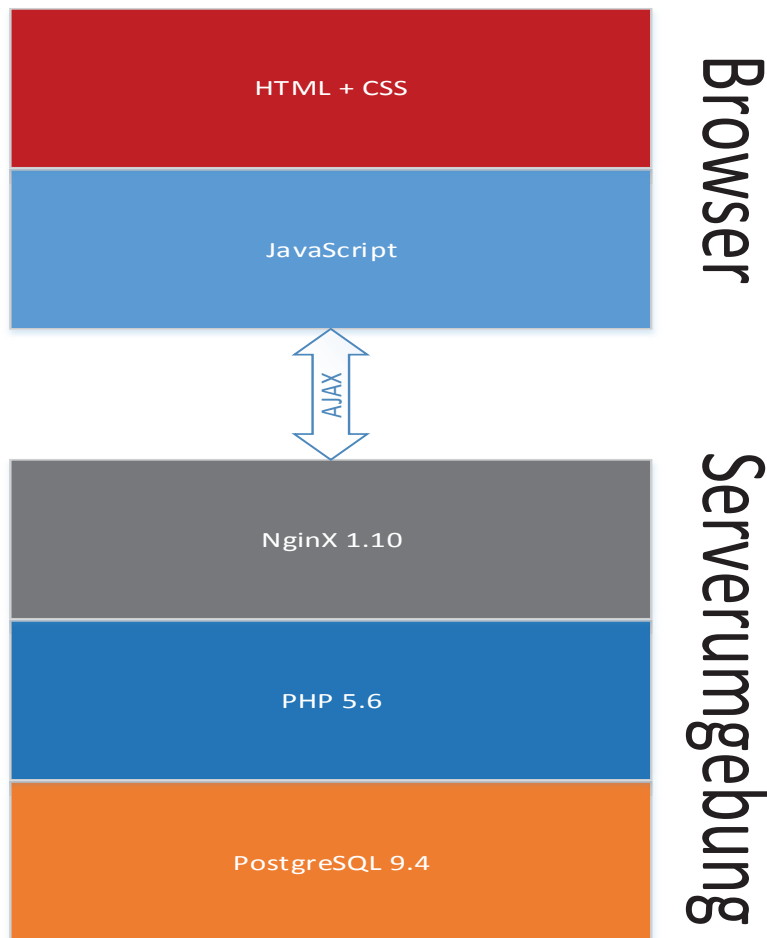 HTML + CSS
JavaScript
Browser
AJAX
NginX 1.10
PHP 5.6
PostgreSQL 9.4
Serverumgebung